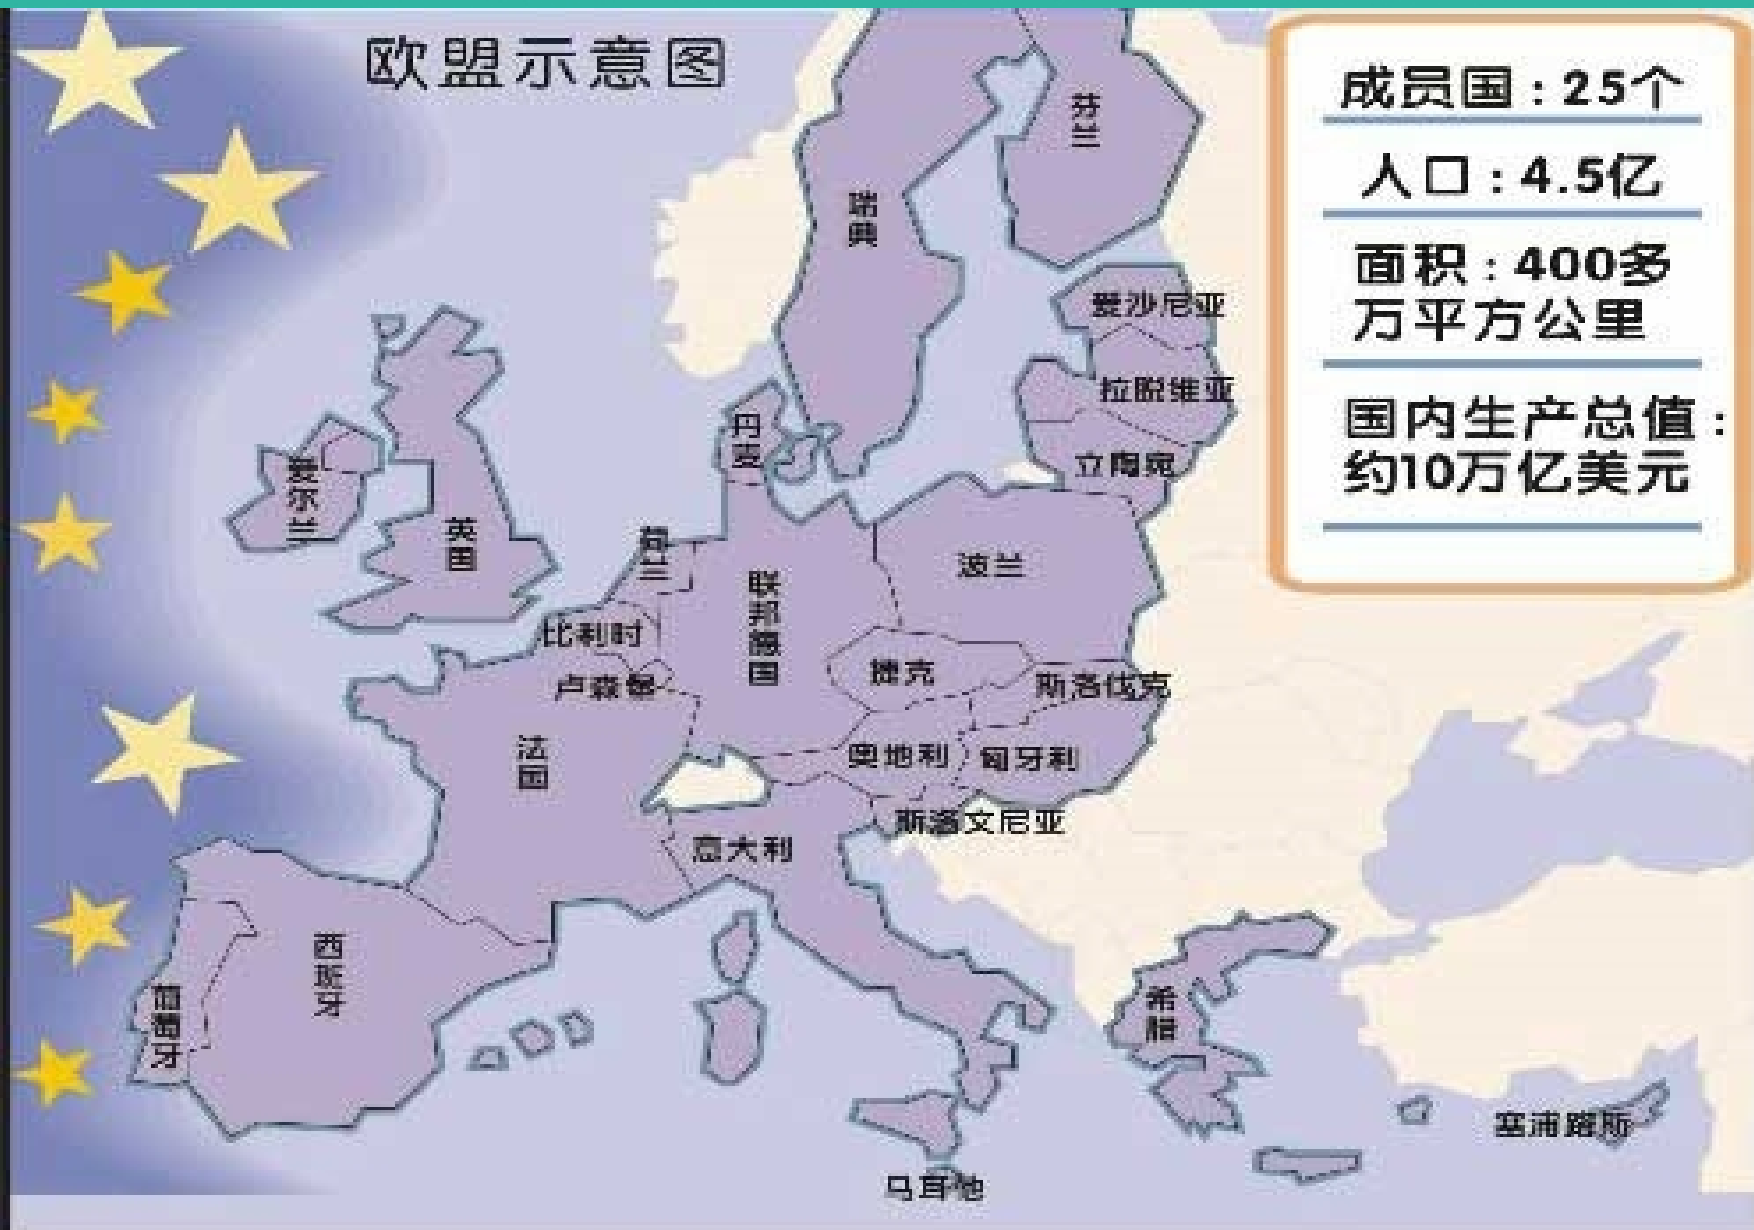 欧盟示意图
成员国：25个
人口：4.5亿
面积：400多
万平方公里
国内生产总值：
约10万亿美元
芬兰
瑞典
爱沙尼亚
拉脱维亚
立陶宛
丹麦
爱尔兰
英国
荷兰
联邦德国
波兰
比利时
卢森堡
捷克
斯洛伐克
法国
奥地利
匈牙利
斯洛文尼亚
意大利
西班牙
葡萄牙
希腊
塞浦路斯
马耳他